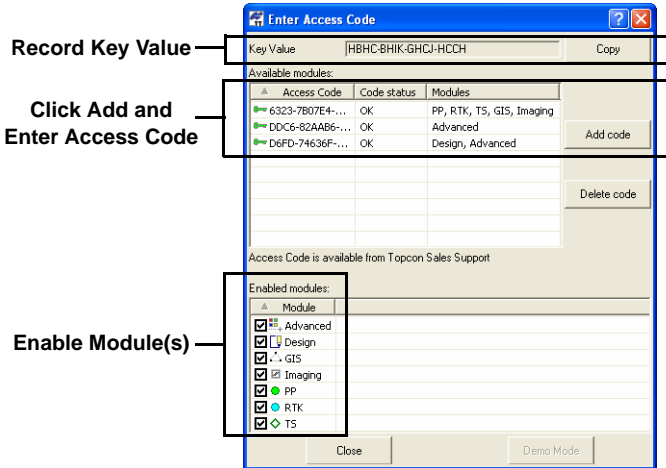 Enter Access Code
Record Key Value
Key Value HBHC-BHIK-GHCJ-HCCH Copy
Available modules:
Access Code Code status Modules
6323-7B07E4-... OK PP, RTK, TS, GIS, Imaging
DDC6-82AAB6-... OK Advanced
D6FD-74636F-... OK Design, Advanced
Click Add and
Enter Access Code
Add code
Delete code
Access Code is available from Topcon Sales Support
Enabled modules:
Module
Advanced
Design
GIS
Imaging
PP
RTK
TS
Enable Module(s)
Close Demo Mode